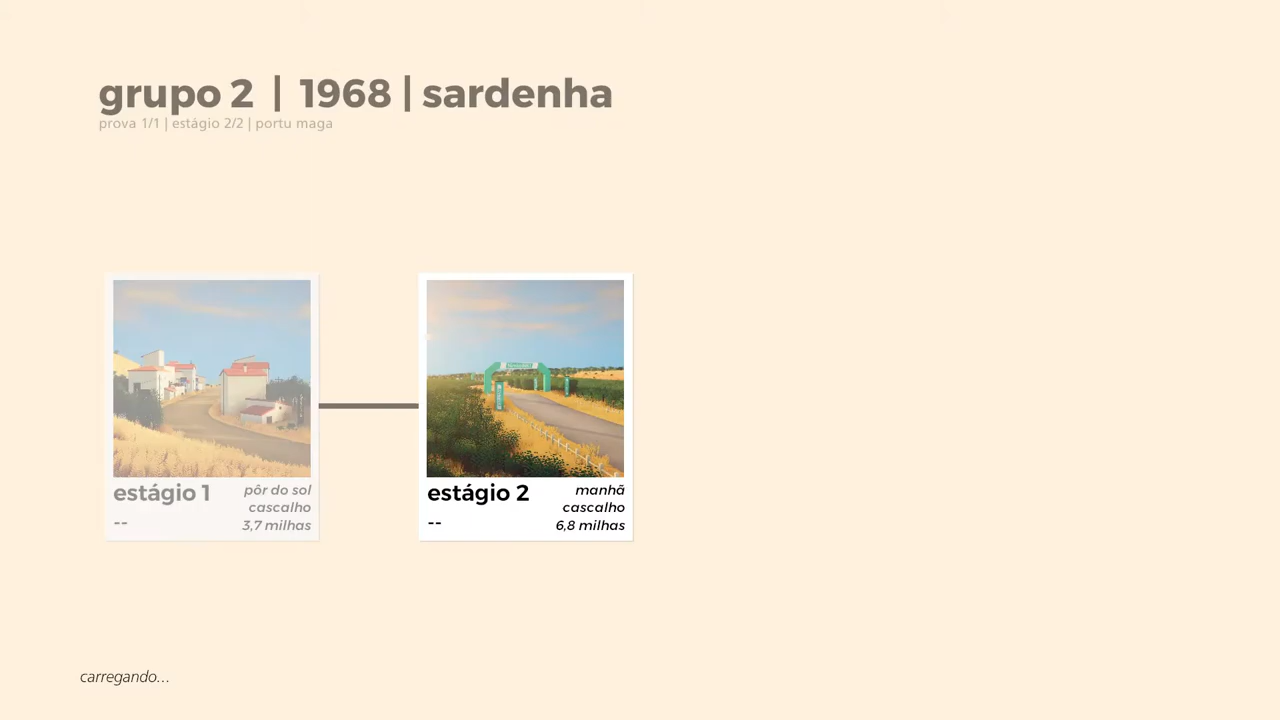 grupo 2 | 1968 | sardenha
prova 1/1 | estágio 2/2 | portu maga
estágio 1
--
pôr do sol
cascalho
3,7 milhas
estágio 2
--
manhã
cascalho
6,8 milhas
carregando...